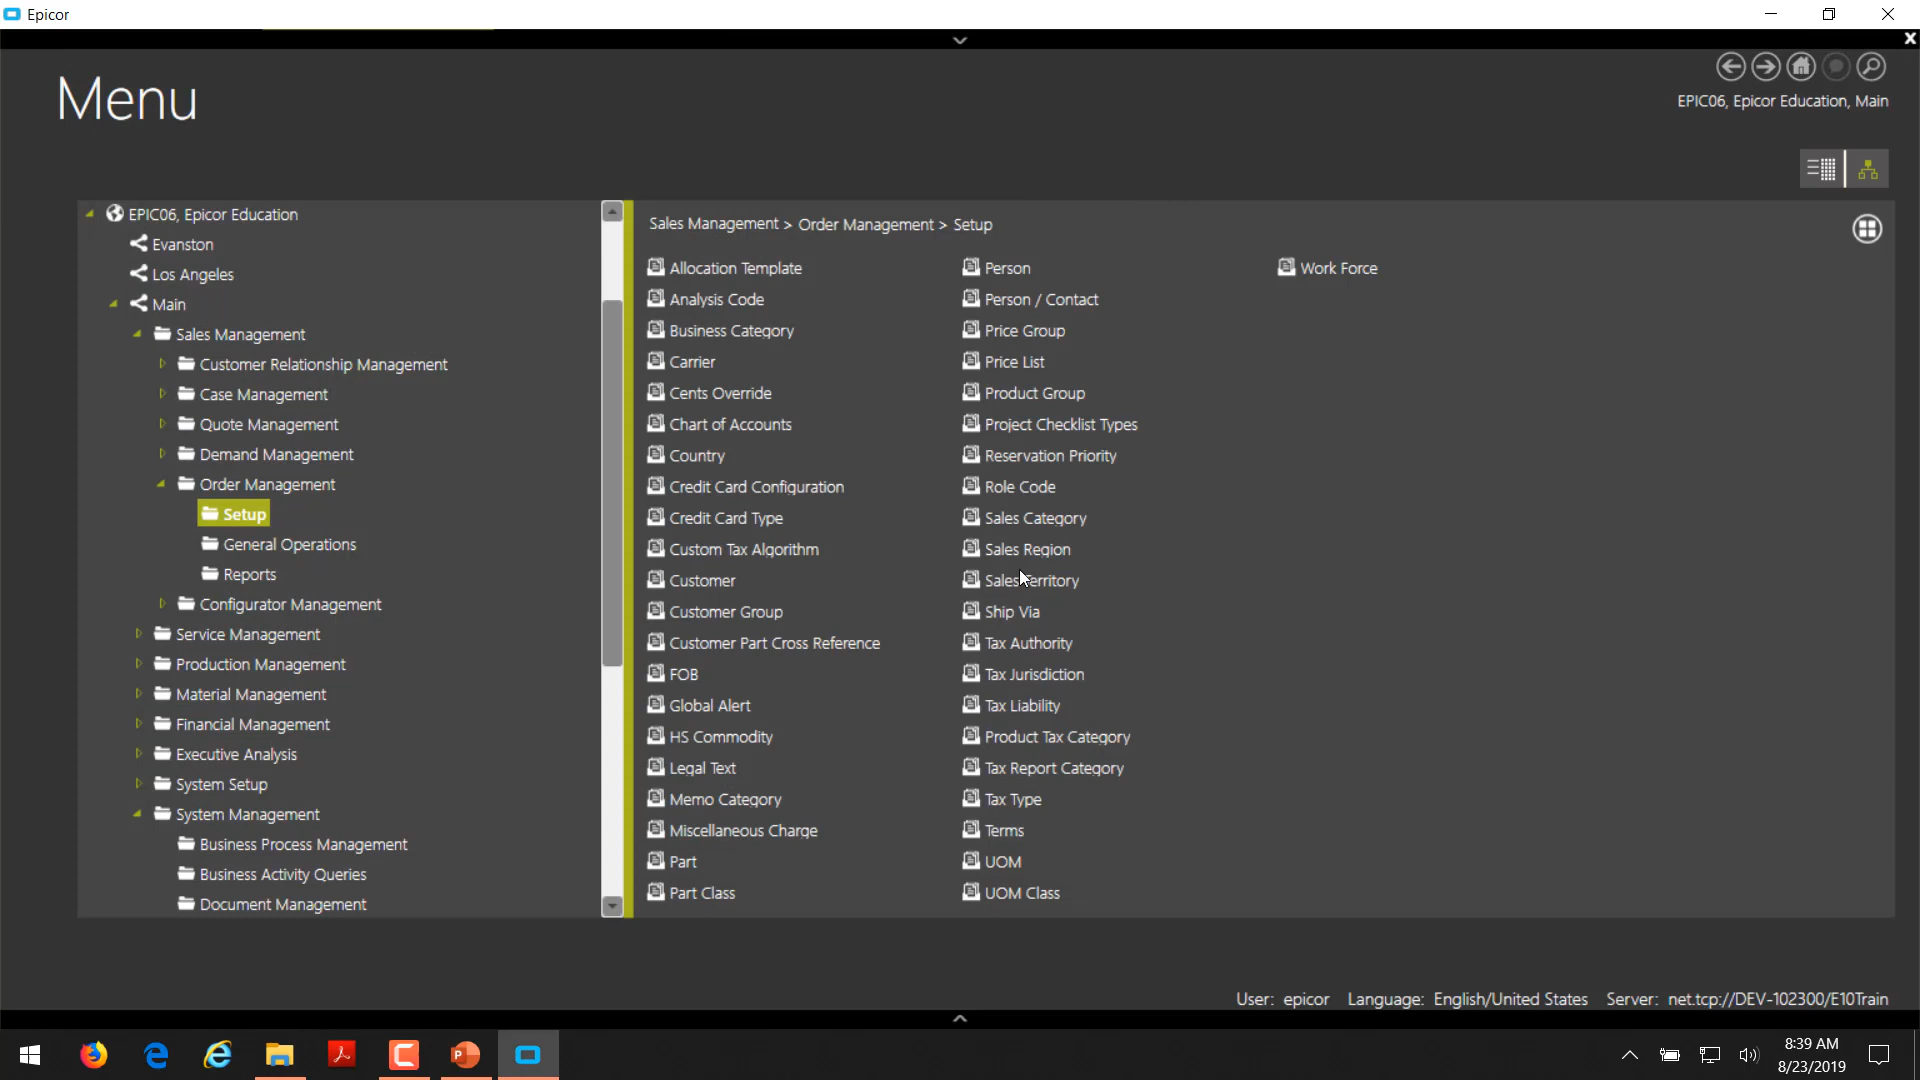 Epicor
Menu
EPIC06, Epicor Education, Main
EPIC06, Epicor Education
Evanston
Los Angeles
Main
Sales Management
Customer Relationship Management
Case Management
Quote Management
Demand Management
Order Management
Setup
General Operations
Reports
Configurator Management
Service Management
Production Management
Material Management
Financial Management
Executive Analysis
System Setup
System Management
Business Process Management
Business Activity Queries
Document Management
Sales Management > Order Management > Setup
Allocation Template
Analysis Code
Business Category
Carrier
Cents Override
Chart of Accounts
Country
Credit Card Configuration
Credit Card Type
Custom Tax Algorithm
Customer
Customer Group
Customer Part Cross Reference
FOB
Global Alert
HS Commodity
Legal Text
Memo Category
Miscellaneous Charge
Part
Part Class
Person
Person / Contact
Price Group
Price List
Product Group
Project Checklist Types
Reservation Priority
Role Code
Sales Category
Sales Region
Sales Territory
Ship Via
Tax Authority
Tax Jurisdiction
Tax Liability
Product Tax Category
Tax Report Category
Tax Type
Terms
UOM
UOM Class
Work Force
User: epicor Language: English/United States Server: net.tcp://DEV-102300/E10Train
8:39 AM
8/23/2019